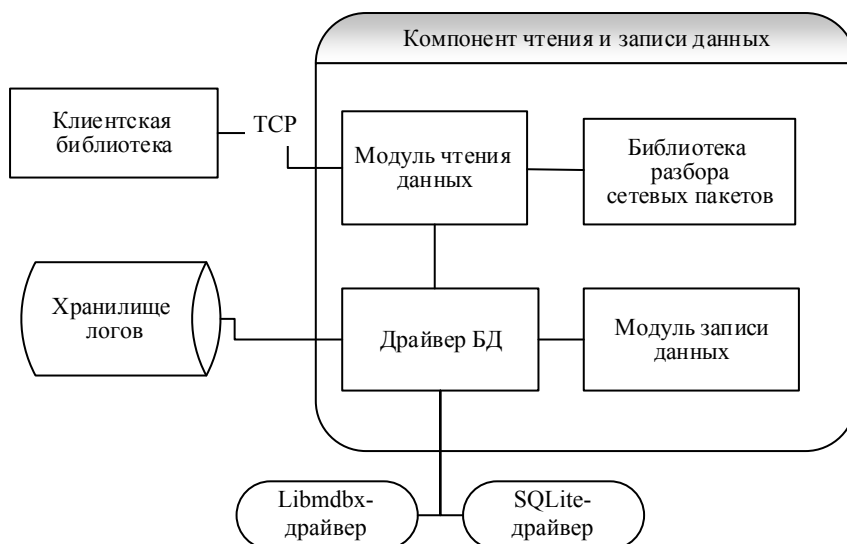 Компонент чтения и записи данных
Клиентская
библиотека
TCP
Модуль чтения
данных
Библиотека
разбора
сетевых пакетов
Хранилище
логов
Драйвер БД
Модуль записи
данных
Libmdbx-
драйвер
SQLite-
драйвер